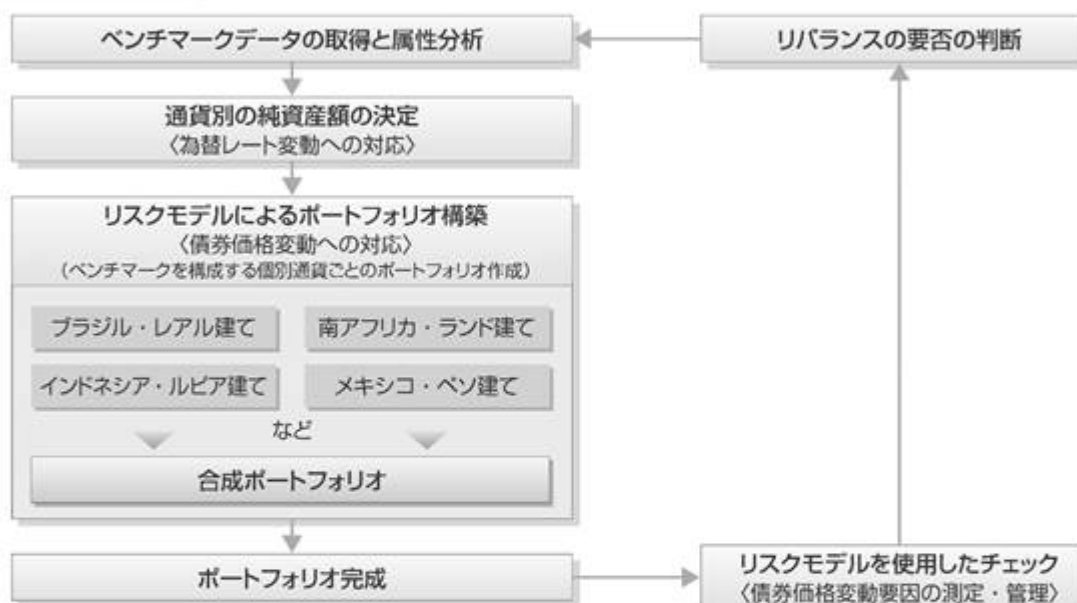 ベンチマークデータの取得と属性分析
リバランスの要否の判断
通貨別の純資産額の決定
〈為替レート変動への対応〉
リスクモデルによるポートフォリオ構築
〈債券価格変動への対応〉
（ベンチマークを構成する個別通貨ごとのポートフォリオ作成）
ブラジル・レアル建て
南アフリカ・ランド建て
インドネシア・ルピア建て
メキシコ・ペソ建て
など
合成ポートフォリオ
ポートフォリオ完成
リスクモデルを使用したチェック
〈債券価格変動要因の測定・管理〉